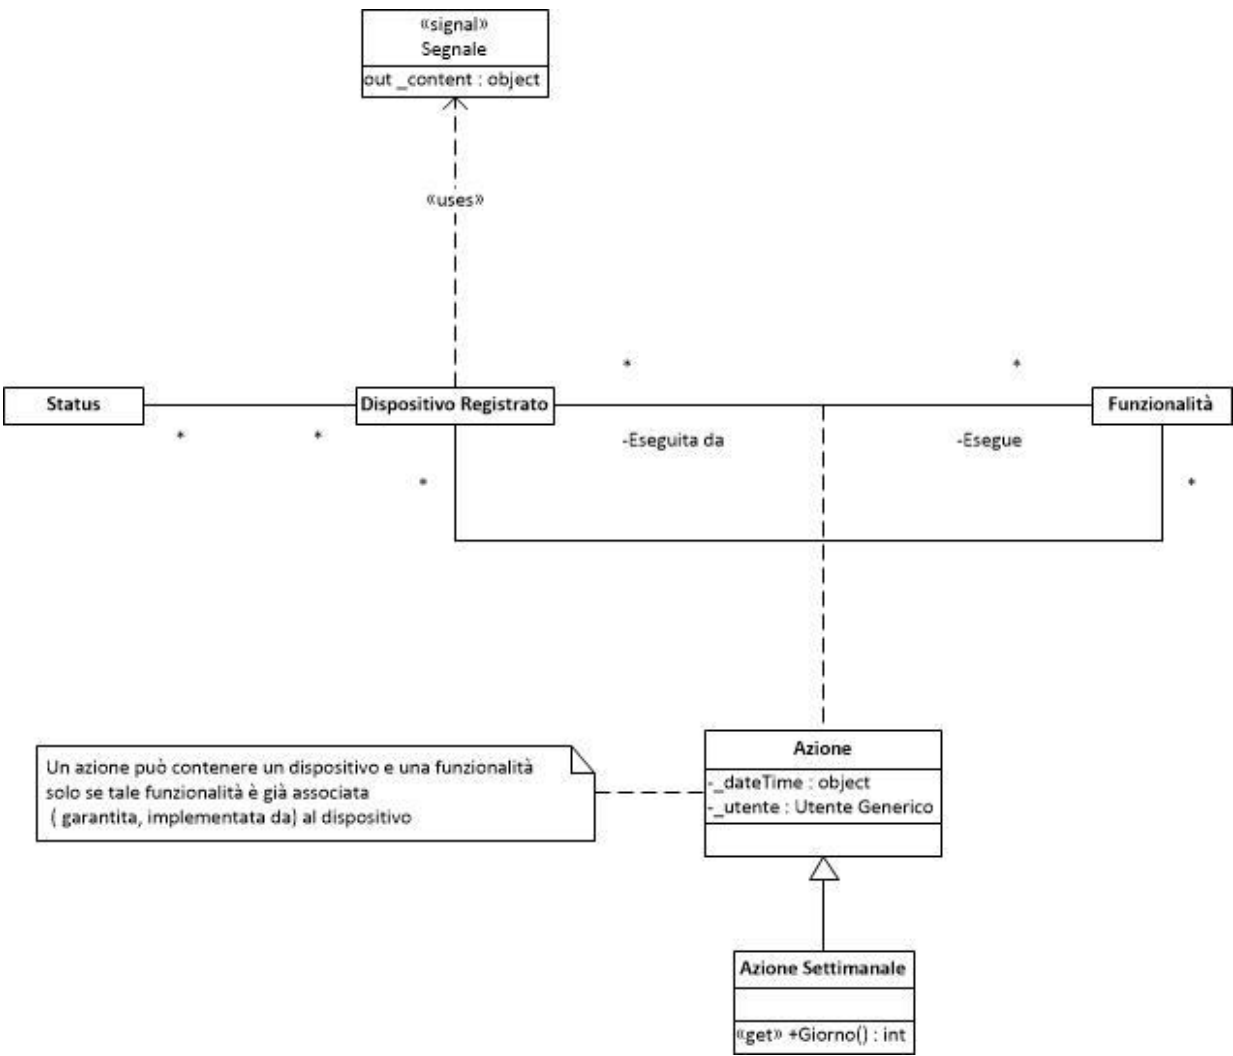 «signal»
Segnale
out _content : object
«uses»
*
*
Status
Dispositivo Registrato
Funzionalità
*
*
-Eseguita da
-Esegue
*
*
Azione
-_dateTime : object
-_utente : Utente Generico
Un azione può contenere un dispositivo e una funzionalità
solo se tale funzionalità è già associata
( garantita, implementata da) al dispositivo
Azione Settimanale
«get» +Giorno() : int